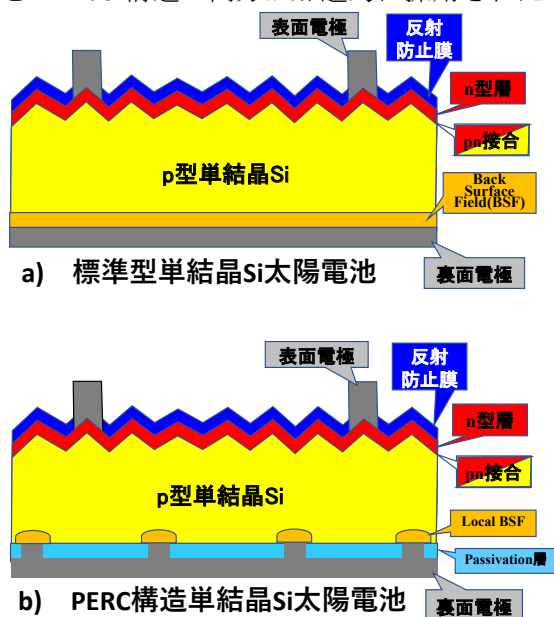 表面電極
反射
防止膜
n型層
pn接合
p型単結晶Si
Back
Surface
Field(BSF)
a) 標準型単結晶Si太陽電池
裏面電極
表面電極
反射
防止膜
n型層
pn接合
p型単結晶Si
Local BSF
Passivation層
b) PERC構造単結晶Si太陽電池
裏面電極